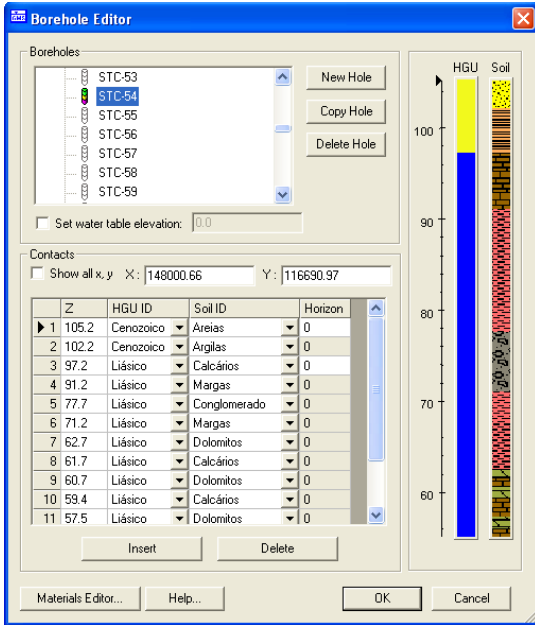 GMS Borehole Editor
Boreholes
STC-53
STC-54
STC-55
STC-56
STC-57
STC-58
STC-59
New Hole
Copy Hole
Delete Hole
Set water table elevation: 0.0
Contacts
Show all x, y X: 148000.66 Y: 116690.97
Z HGU ID Soil ID Horizon
1 105.2 Cenozoico Areias 0
2 102.2 Cenozoico Argilas 0
3 97.2 Liásico Calcários 0
4 91.2 Liásico Margas 0
5 77.7 Liásico Conglomerado 0
6 71.2 Liásico Margas 0
7 62.7 Liásico Dolomitos 0
8 61.7 Liásico Calcários 0
9 60.7 Liásico Dolomitos 0
10 59.4 Liásico Calcários 0
11 57.5 Liásico Dolomitos 0
Insert Delete
HGU Soil
100
90
80
70
60
Materials Editor... Help... OK Cancel